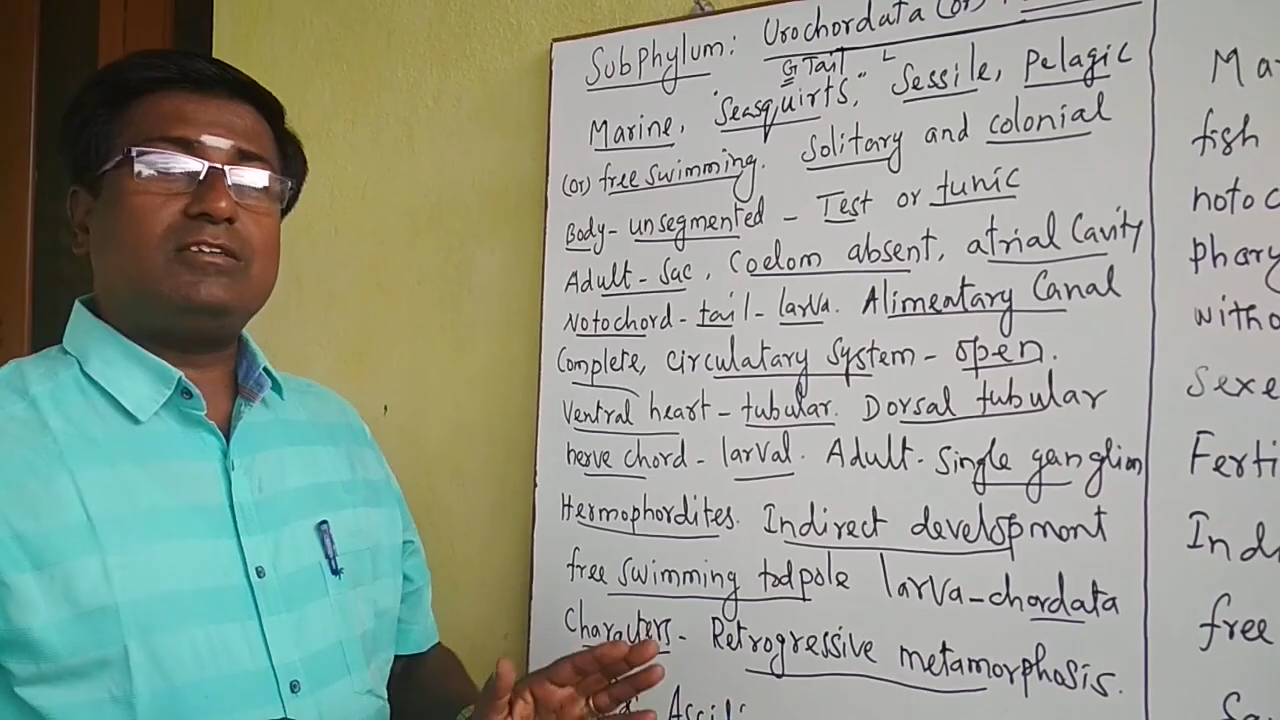 Subphylum: Urochordata (or)
G Tail L
Marine, "Seasquirts," Sessile, Pelagic
(or) free swimming. Solitary and colonial
Body - unsegmented - Test or tunic
Adult - Sac, Coelom absent, atrial Cavity
Notochord - tail - larva. Alimentary Canal
Complete, Circulatary System - open.
Ventral heart - tubular. Dorsal tubular
nerve chord - larval. Adult - Single ganglion
Hermophordites. Indirect development
free swimming tadpole larva - chordata
Characters - Retrogressive metamorphosis.
Ma
fish
notoc
phary
witho
Sexe
Ferti
Indi
free